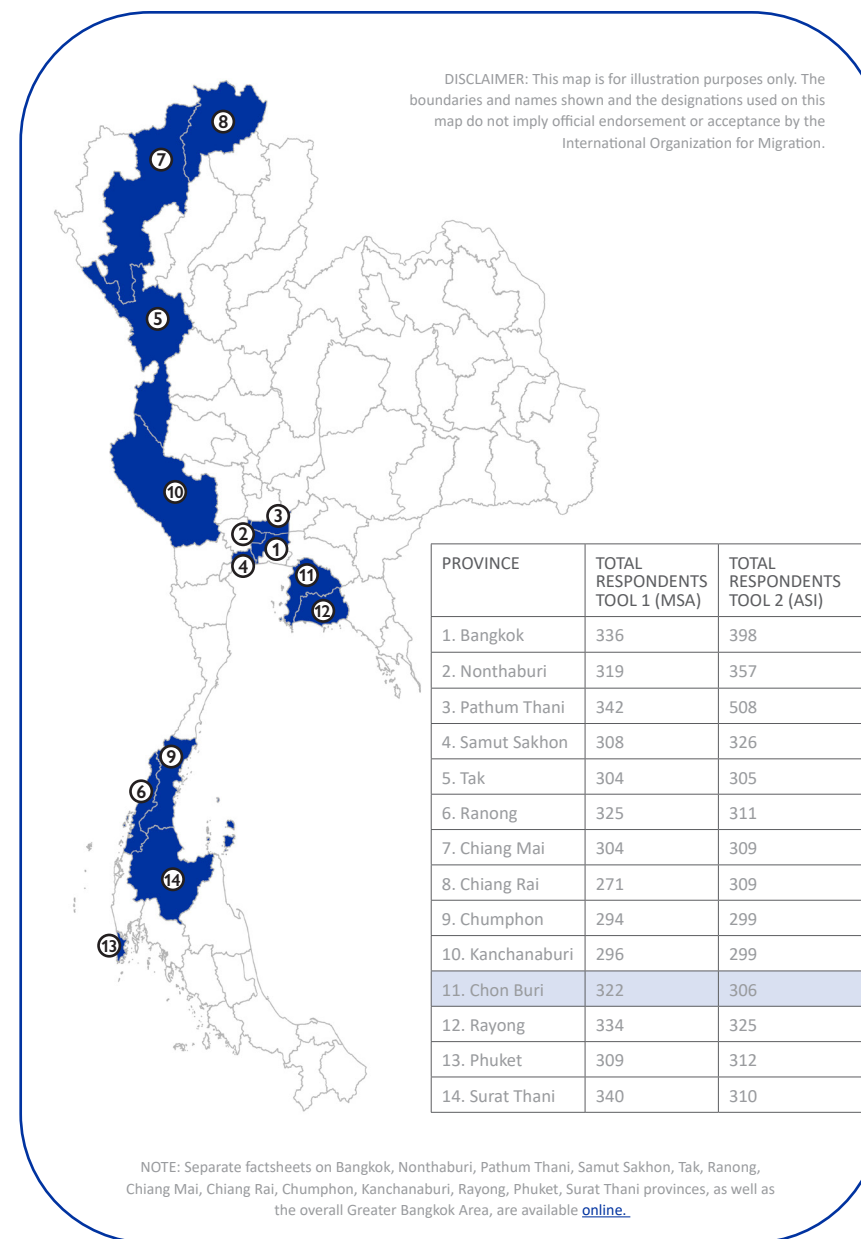 DISCLAIMER: This map is for illustration purposes only. The
boundaries and names shown and the designations used on this
map do not imply official endorsement or acceptance by the
International Organization for Migration.
8
7
5
10
3
2
1
4
11
12
9
6
14
13
PROVINCE TOTAL RESPONDENTS TOOL 1 (MSA) TOTAL RESPONDENTS TOOL 2 (ASI)
1. Bangkok 336 398
2. Nonthaburi 319 357
3. Pathum Thani 342 508
4. Samut Sakhon 308 326
5. Tak 304 305
6. Ranong 325 311
7. Chiang Mai 304 309
8. Chiang Rai 271 309
9. Chumphon 294 299
10. Kanchanaburi 296 299
11. Chon Buri 322 306
12. Rayong 334 325
13. Phuket 309 312
14. Surat Thani 340 310
NOTE: Separate factsheets on Bangkok, Nonthaburi, Pathum Thani, Samut Sakhon, Tak, Ranong,
Chiang Mai, Chiang Rai, Chumphon, Kanchanaburi, Rayong, Phuket, Surat Thani provinces, as well as
the overall Greater Bangkok Area, are available online.